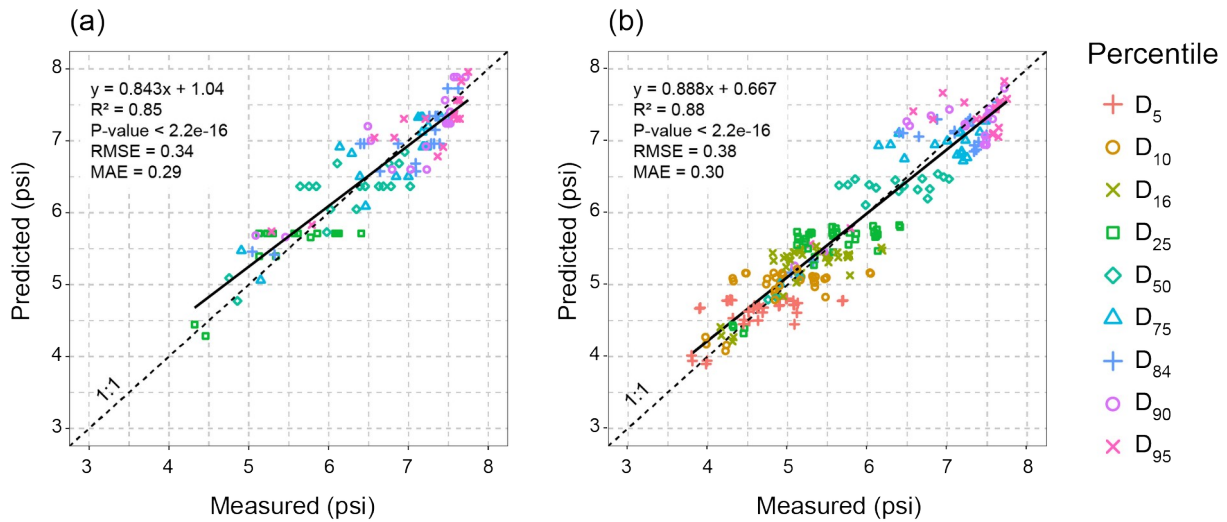 (a)
y = 0.843x + 1.04
R² = 0.85
P-value < 2.2e-16
RMSE = 0.34
MAE = 0.29
1:1
8
7
6
5
4
3
Predicted (psi)
3 4 5 6 7 8
Measured (psi)
(b)
y = 0.888x + 0.667
R² = 0.88
P-value < 2.2e-16
RMSE = 0.38
MAE = 0.30
1:1
8
7
6
5
4
3
Predicted (psi)
3 4 5 6 7 8
Measured (psi)
Percentile
D₅
D₁₀
D₁₆
D₂₅
D₅₀
D₇₅
D₈₄
D₉₀
D₉₅